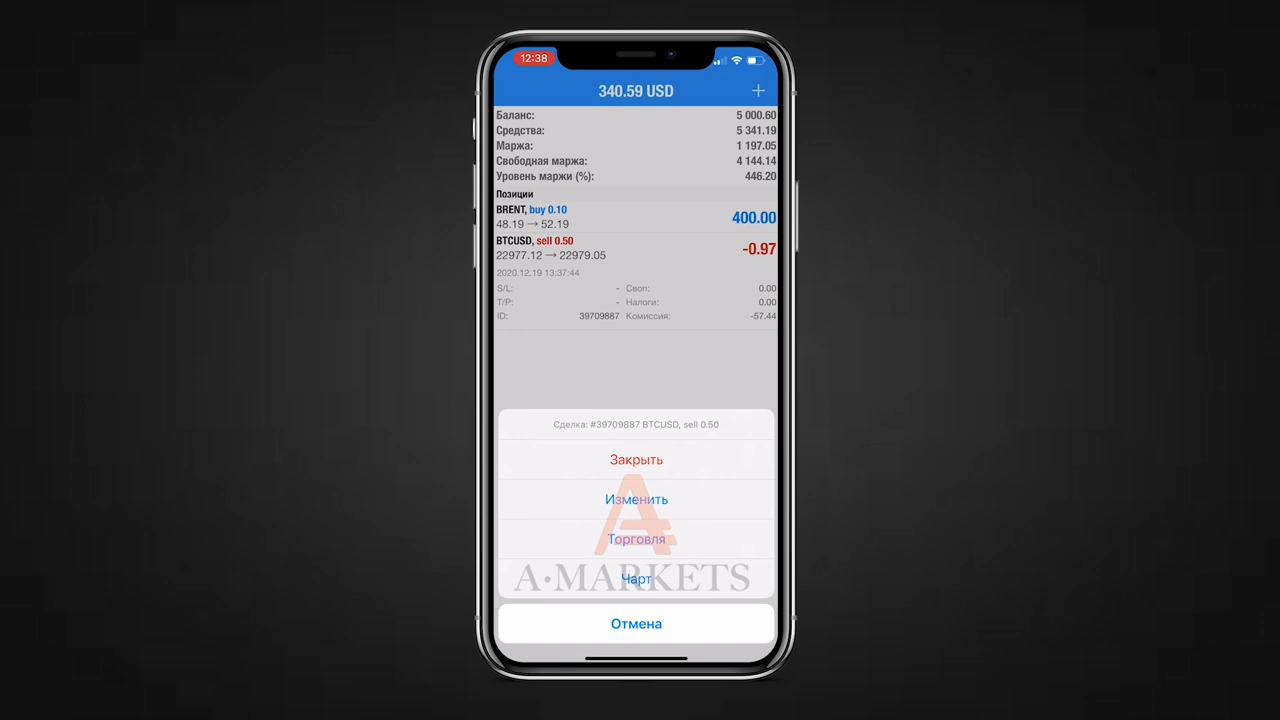 12:38
340.59 USD +
Баланс: 5 000.60
Средства: 5 341.19
Маржа: 1 197.05
Свободная маржа: 4 144.14
Уровень маржи (%): 446.20
Позиции
BRENT, buy 0.10 400.00
48.19 → 52.19
BTCUSD, sell 0.50 -0.97
22977.12 → 22979.05
2020.12.19 13:37:44
S/L: - Своп: 0.00
T/P: - Налоги: 0.00
ID: 39709887 Комиссия: -57.44
Сделка: #39709887 BTCUSD, sell 0.50
Закрыть
Изменить
Торговля
Чарт
A•MARKETS
Отмена